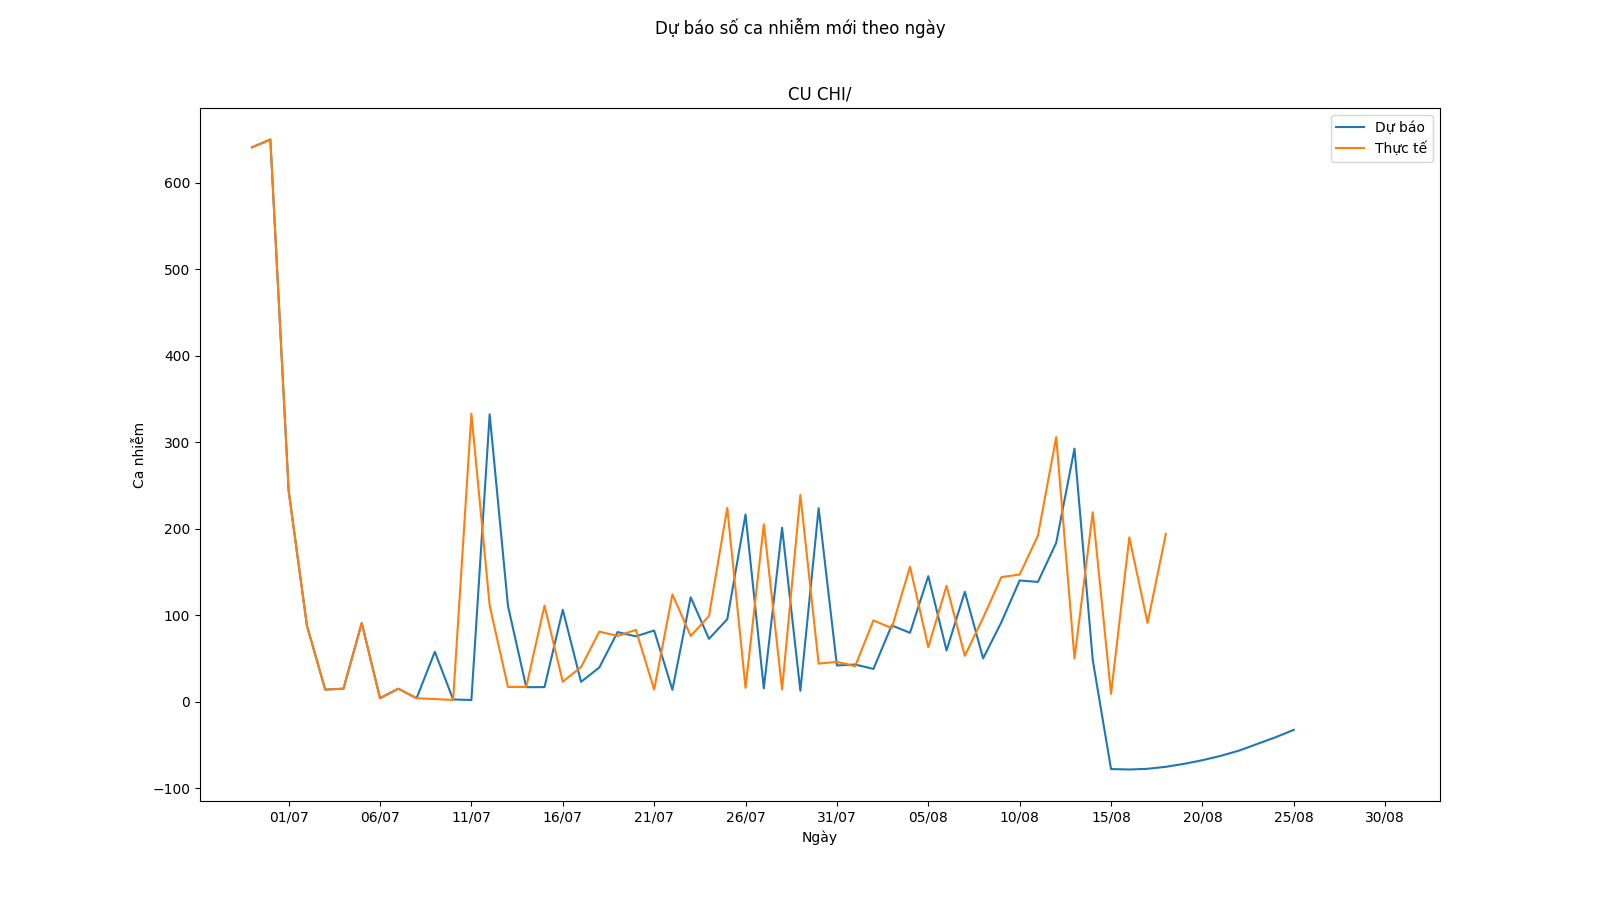 Dự báo số ca nhiễm mới theo ngày
CU CHI/
Dự báo
Thực tế
600
500
400
300
200
100
0
−100
Ca nhiễm
01/07 06/07 11/07 16/07 21/07 26/07 31/07 05/08 10/08 15/08 20/08 25/08 30/08
Ngày